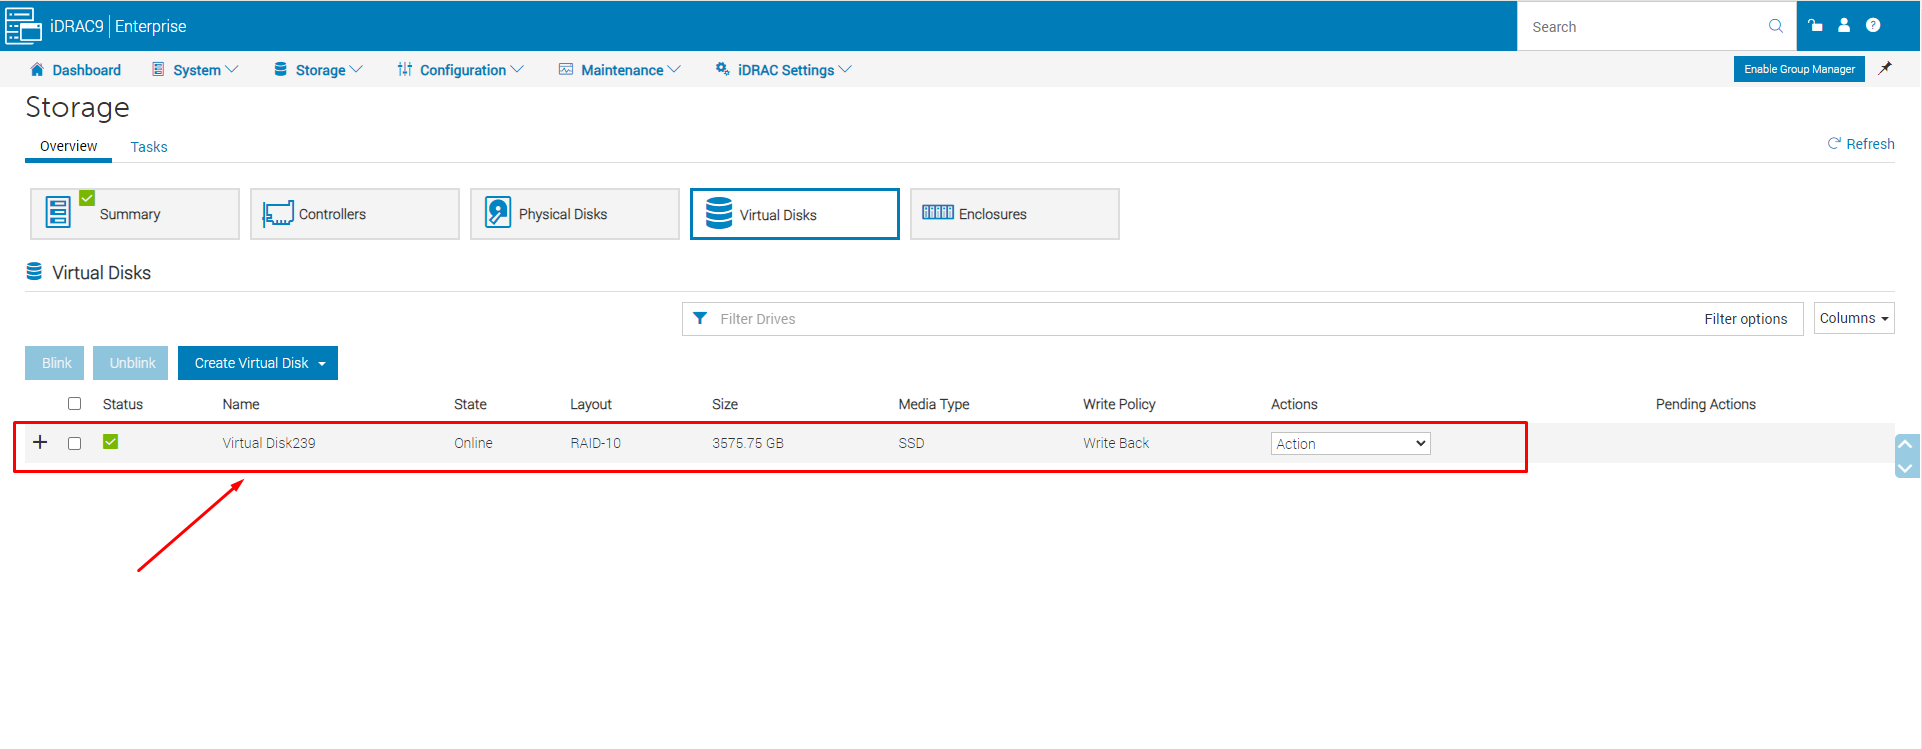 iDRAC9 | Enterprise
Search
Dashboard System Storage Configuration Maintenance iDRAC Settings Enable Group Manager
Storage
Overview Tasks Refresh
Summary Controllers Physical Disks Virtual Disks Enclosures
Virtual Disks
Filter Drives Filter options Columns
Blink Unblink Create Virtual Disk
Status Name State Layout Size Media Type Write Policy Actions Pending Actions
+ Virtual Disk239 Online RAID-10 3575.75 GB SSD Write Back Action